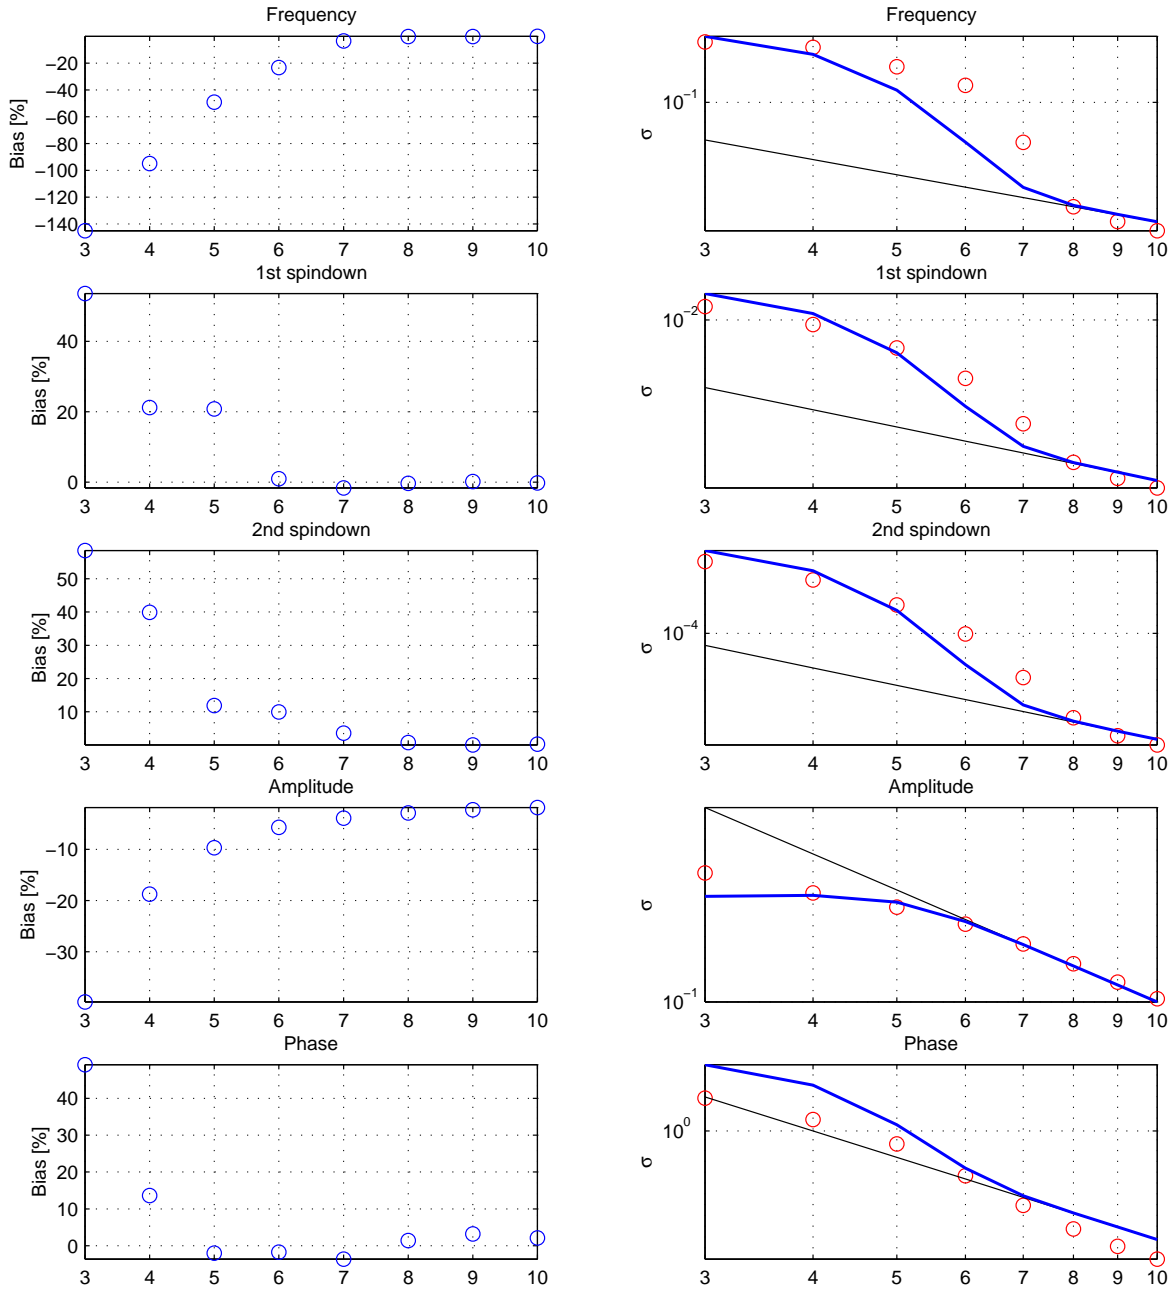 Frequency
−20
−40
−60
−80
−100
−120
−140
Bias [%]
3 4 5 6 7 8 9 10
Frequency
10−1
σ
3 4 5 6 7 8 9 10
1st spindown
40
20
0
Bias [%]
3 4 5 6 7 8 9 10
1st spindown
10−2
σ
3 4 5 6 7 8 9 10
2nd spindown
50
40
30
20
10
Bias [%]
3 4 5 6 7 8 9 10
2nd spindown
10−4
σ
3 4 5 6 7 8 9 10
Amplitude
−10
−20
−30
Bias [%]
3 4 5 6 7 8 9 10
Amplitude
σ
10−1
3 4 5 6 7 8 9 10
Phase
40
30
20
10
0
Bias [%]
3 4 5 6 7 8 9 10
Phase
100
σ
3 4 5 6 7 8 9 10